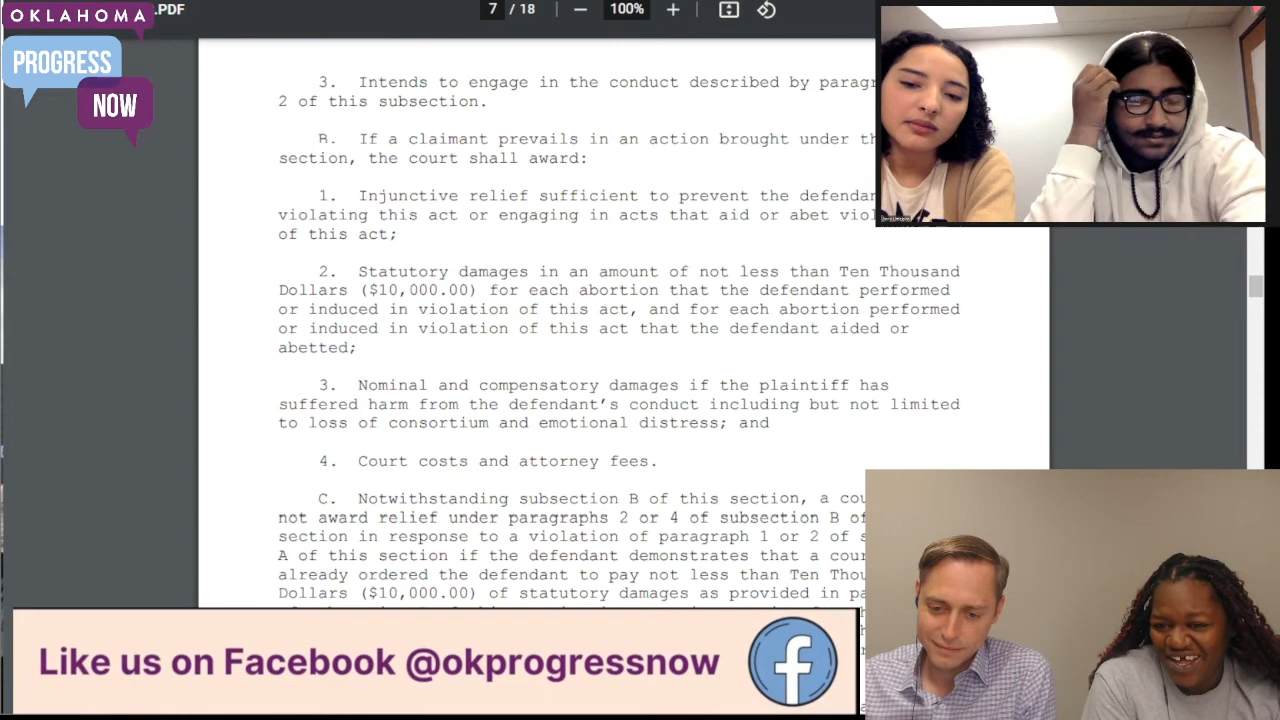 OKLAHOMA
PROGRESS
NOW
.PDF
7 / 18
100%
3. Intends to engage in the conduct described by paragr
2 of this subsection.
B. If a claimant prevails in an action brought under th
section, the court shall award:
1. Injunctive relief sufficient to prevent the defendan
violating this act or engaging in acts that aid or abet viol
of this act;
2. Statutory damages in an amount of not less than Ten Thousand
Dollars ($10,000.00) for each abortion that the defendant performed
or induced in violation of this act, and for each abortion performed
or induced in violation of this act that the defendant aided or
abetted;
3. Nominal and compensatory damages if the plaintiff has
suffered harm from the defendant's conduct including but not limited
to loss of consortium and emotional distress; and
4. Court costs and attorney fees.
C. Notwithstanding subsection B of this section, a cou
not award relief under paragraphs 2 or 4 of subsection B of
section in response to a violation of paragraph 1 or 2 of s
A of this section if the defendant demonstrates that a cour
already ordered the defendant to pay not less than Ten Thou
Dollars ($10,000.00) of statutory damages as provided in pa
Like us on Facebook @okprogressnow